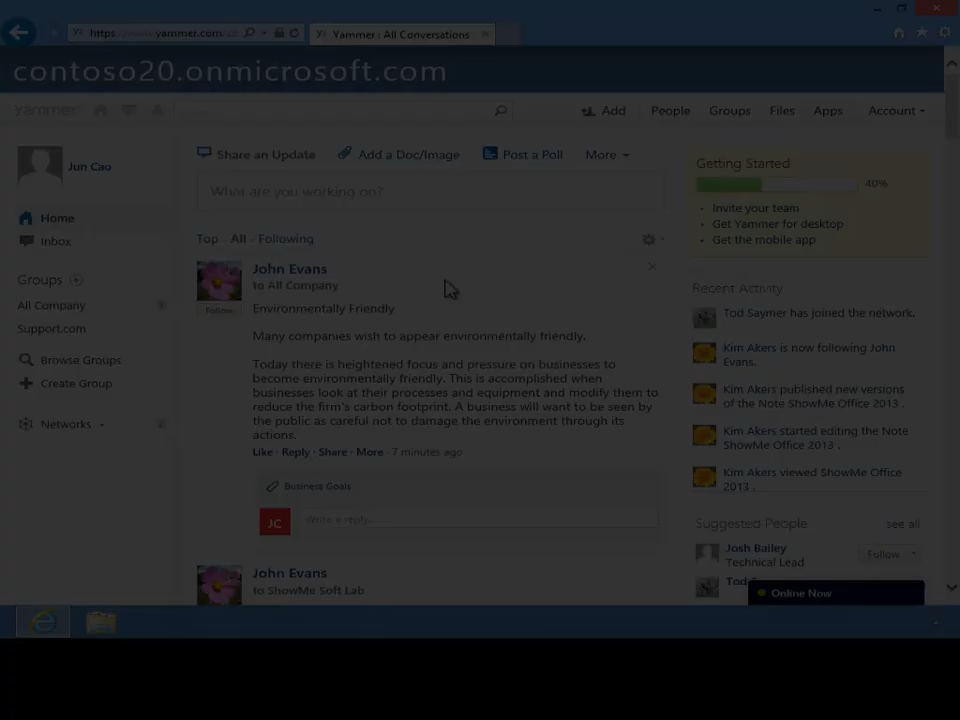 https://www.yammer.com/
Yammer : All Conversations
contoso20.onmicrosoft.com
yammer
Add
People
Groups
Files
Apps
Account
Jun Cao
Home
Inbox
Groups
All Company
Support.com
Browse Groups
Create Group
Networks
Share an Update
Add a Doc/Image
Post a Poll
More
What are you working on?
Top · All · Following
John Evans
to All Company
Follow
Environmentally Friendly
Many companies wish to appear environmentally friendly.
Today there is heightened focus and pressure on businesses to
become environmentally friendly. This is accomplished when
businesses look at their processes and equipment and modify them to
reduce the firm's carbon footprint. A business will want to be seen by
the public as careful not to damage the environment through its
actions.
Like · Reply · Share · More · 7 minutes ago
Business Goals
JC
Write a reply...
John Evans
to ShowMe Soft Lab
Getting Started
40%
• Invite your team
• Get Yammer for desktop
• Get the mobile app
Recent Activity
Tod Saymer has joined the network.
Kim Akers is now following John
Evans.
Kim Akers published new versions
of the Note ShowMe Office 2013 .
Kim Akers started editing the Note
ShowMe Office 2013 .
Kim Akers viewed ShowMe Office
2013 .
Suggested People
see all
Josh Bailey
Technical Lead
Follow
Tod
Online Now